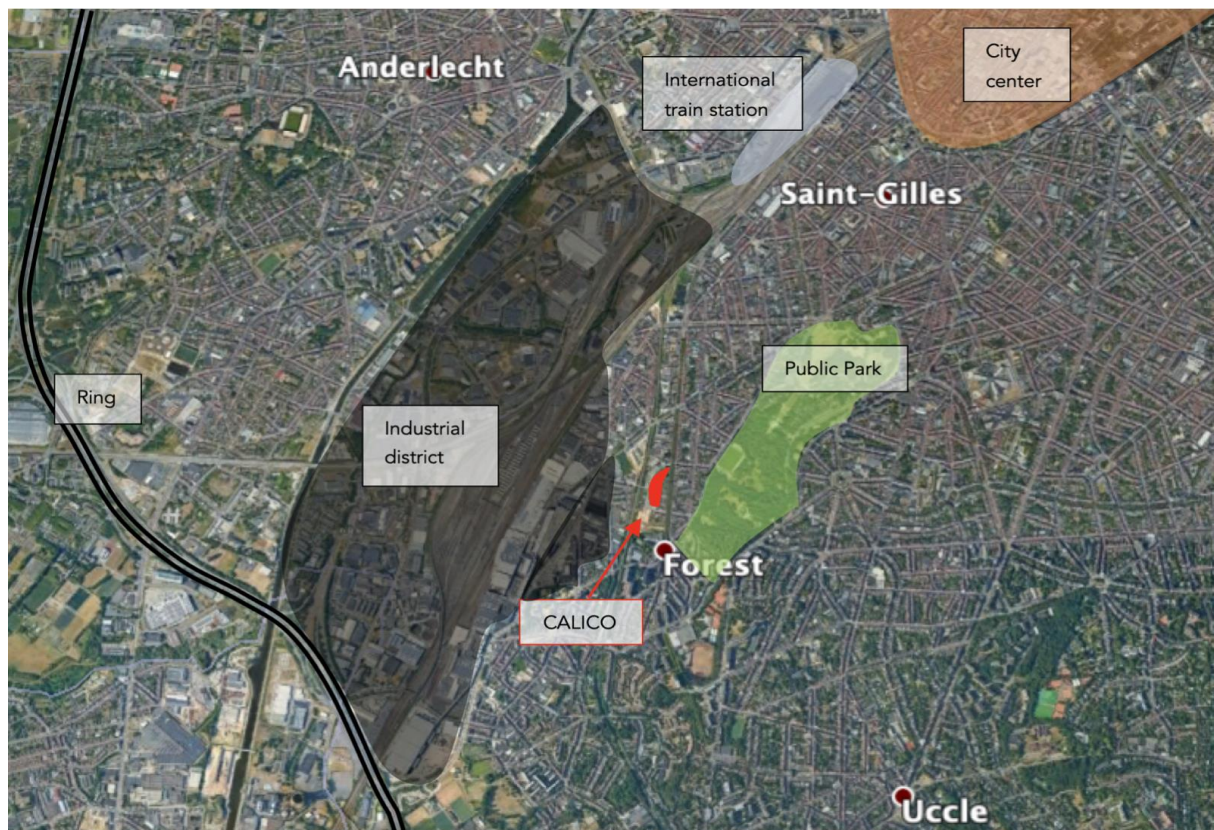 City
center
Anderlecht
International
train station
Saint-Gilles
Public Park
Ring
Industrial
district
Forest
CALICO
Uccle